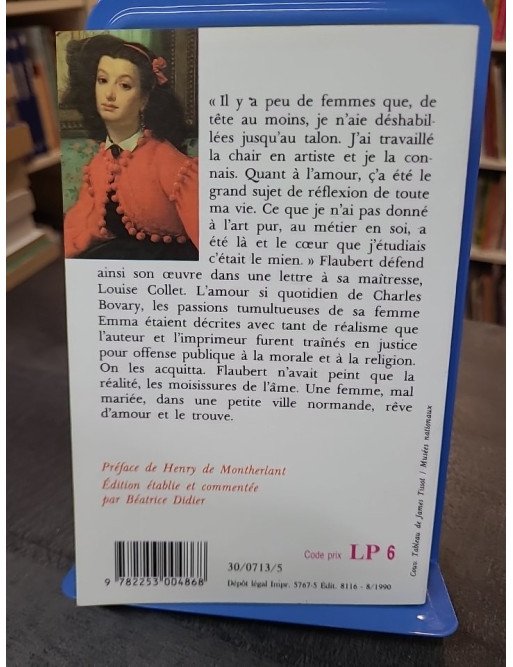 « Il y a peu de femmes que, de
tête au moins, je n'aie déshabil-
lées jusqu'au talon. J'ai travaillé
la chair en artiste et je la con-
nais. Quant à l'amour, ç'a été le
grand sujet de réflexion de toute
ma vie. Ce que je n'ai pas donné
à l'art pur, au métier en soi, a
été là et le cœur que j'étudiais
c'était le mien. » Flaubert défend
ainsi son œuvre dans une lettre à sa maîtresse,
Louise Collet. L'amour si quotidien de Charles
Bovary, les passions tumultueuses de sa femme
Emma étaient décrites avec tant de réalisme que
l'auteur et l'imprimeur furent traînés en justice
pour offense publique à la morale et à la religion.
On les acquitta. Flaubert n'avait peint que la
réalité, les moisissures de l'âme. Une femme, mal
mariée, dans une petite ville normande, rêve
d'amour et le trouve.
Préface de Henry de Montherlant
Édition établie et commentée
par Béatrice Didier
Couv. Tableau de James Tissot / Musées nationaux
9 782253 004868
30/0713/5
Code prix LP 6
Dépôt légal Impr. 5767-5 Édit. 8116 - 8/1990